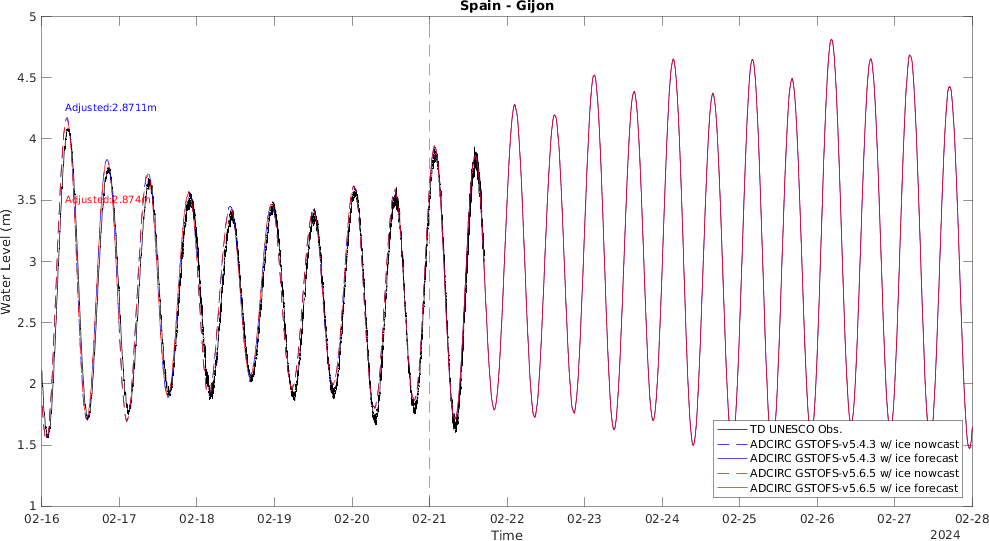 Spain - Gijon
5
4.5
4
3.5
3
2.5
2
1.5
1
Water Level (m)
Adjusted:2.8711m
Adjusted:2.874m
TD UNESCO Obs.
ADCIRC GSTOFS-v5.4.3 w/ ice nowcast
ADCIRC GSTOFS-v5.4.3 w/ ice forecast
ADCIRC GSTOFS-v5.6.5 w/ ice nowcast
ADCIRC GSTOFS-v5.6.5 w/ ice forecast
02-16 02-17 02-18 02-19 02-20 02-21 02-22 02-23 02-24 02-25 02-26 02-27 02-28
Time
2024